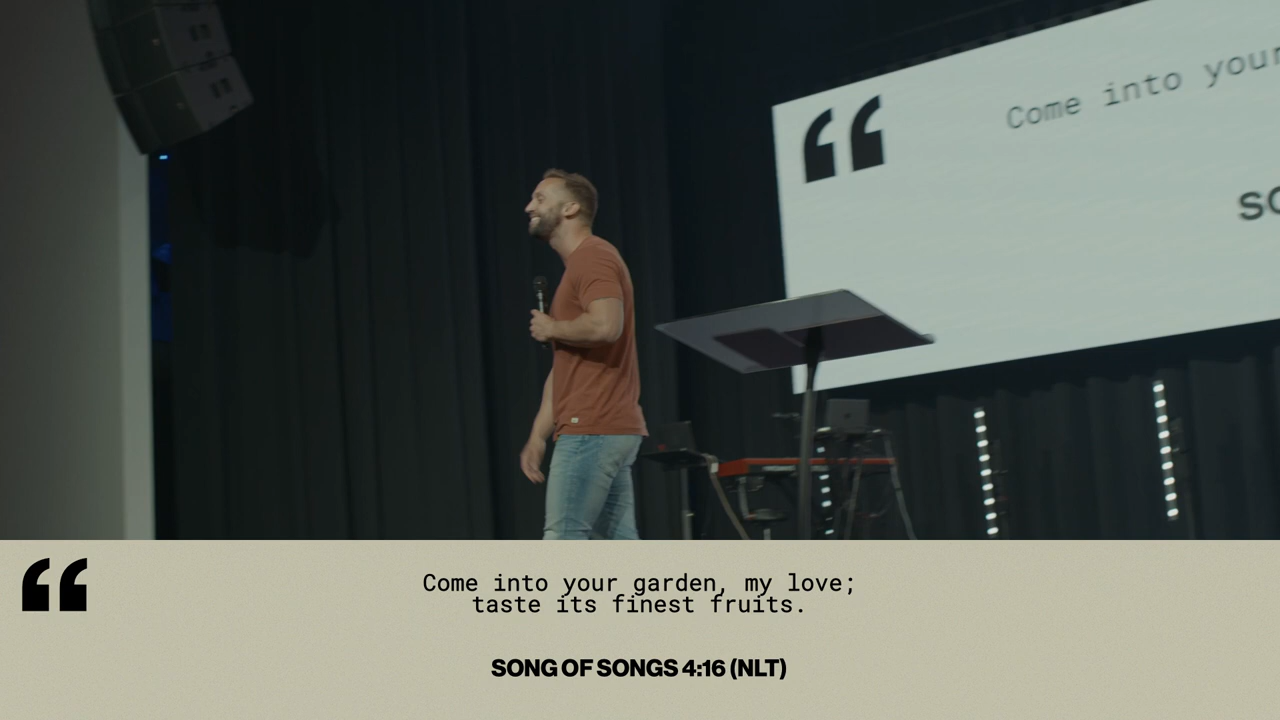 “
Come into your
SO
“
Come into your garden, my love;
taste its finest fruits.
SONG OF SONGS 4:16 (NLT)